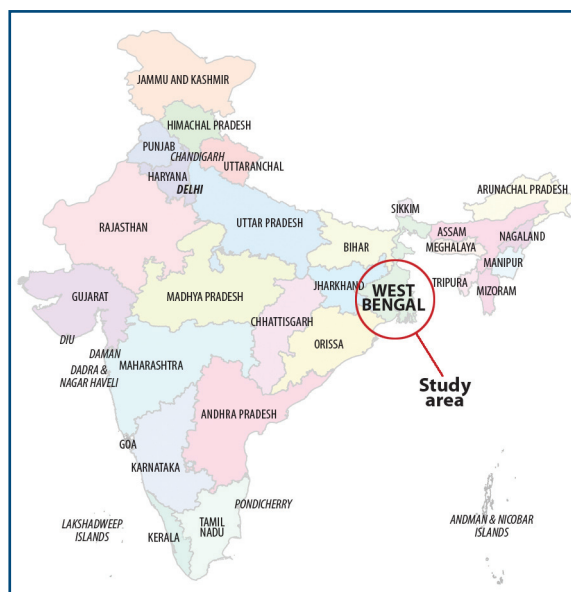 JAMMU AND KASHMIR
HIMACHAL PRADESH
PUNJAB
CHANDIGARH
UTTARANCHAL
HARYANA
DELHI
ARUNACHAL PRADESH
SIKKIM
RAJASTHAN
UTTAR PRADESH
ASSAM
NAGALAND
BIHAR
MEGHALAYA
MANIPUR
GUJARAT
MADHYA PRADESH
JHARKHAND
WEST
BENGAL
TRIPURA
MIZORAM
CHHATTISGARH
DIU
ORISSA
DAMAN
DADRA &
NAGAR HAVELI
MAHARASHTRA
Study
area
ANDHRA PRADESH
GOA
KARNATAKA
PONDICHERRY
LAKSHADWEEP
ISLANDS
KERALA
TAMIL
NADU
ANDMAN & NICOBAR
ISLANDS